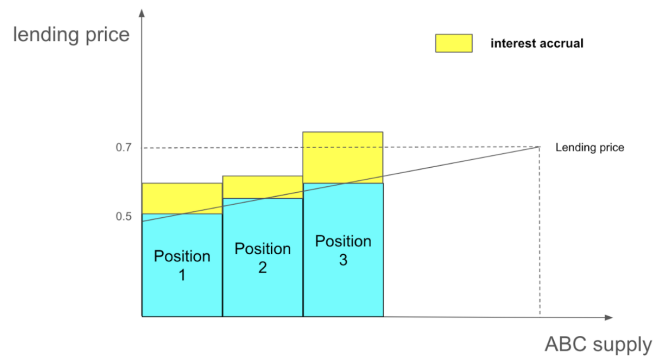 lending price
interest accrual
0.7
Lending price
0.5
Position
1
Position
2
Position
3
ABC supply